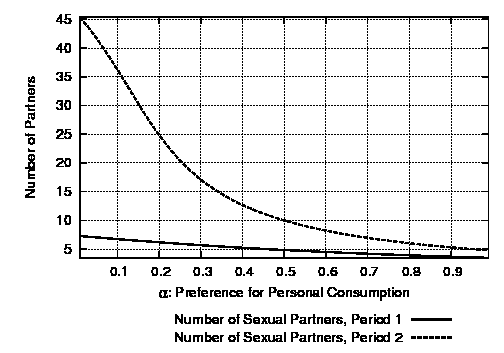 45
40
35
30
25
20
15
10
5
Number of Partners
0.1 0.2 0.3 0.4 0.5 0.6 0.7 0.8 0.9
α: Preference for Personal Consumption
Number of Sexual Partners, Period 1
Number of Sexual Partners, Period 2